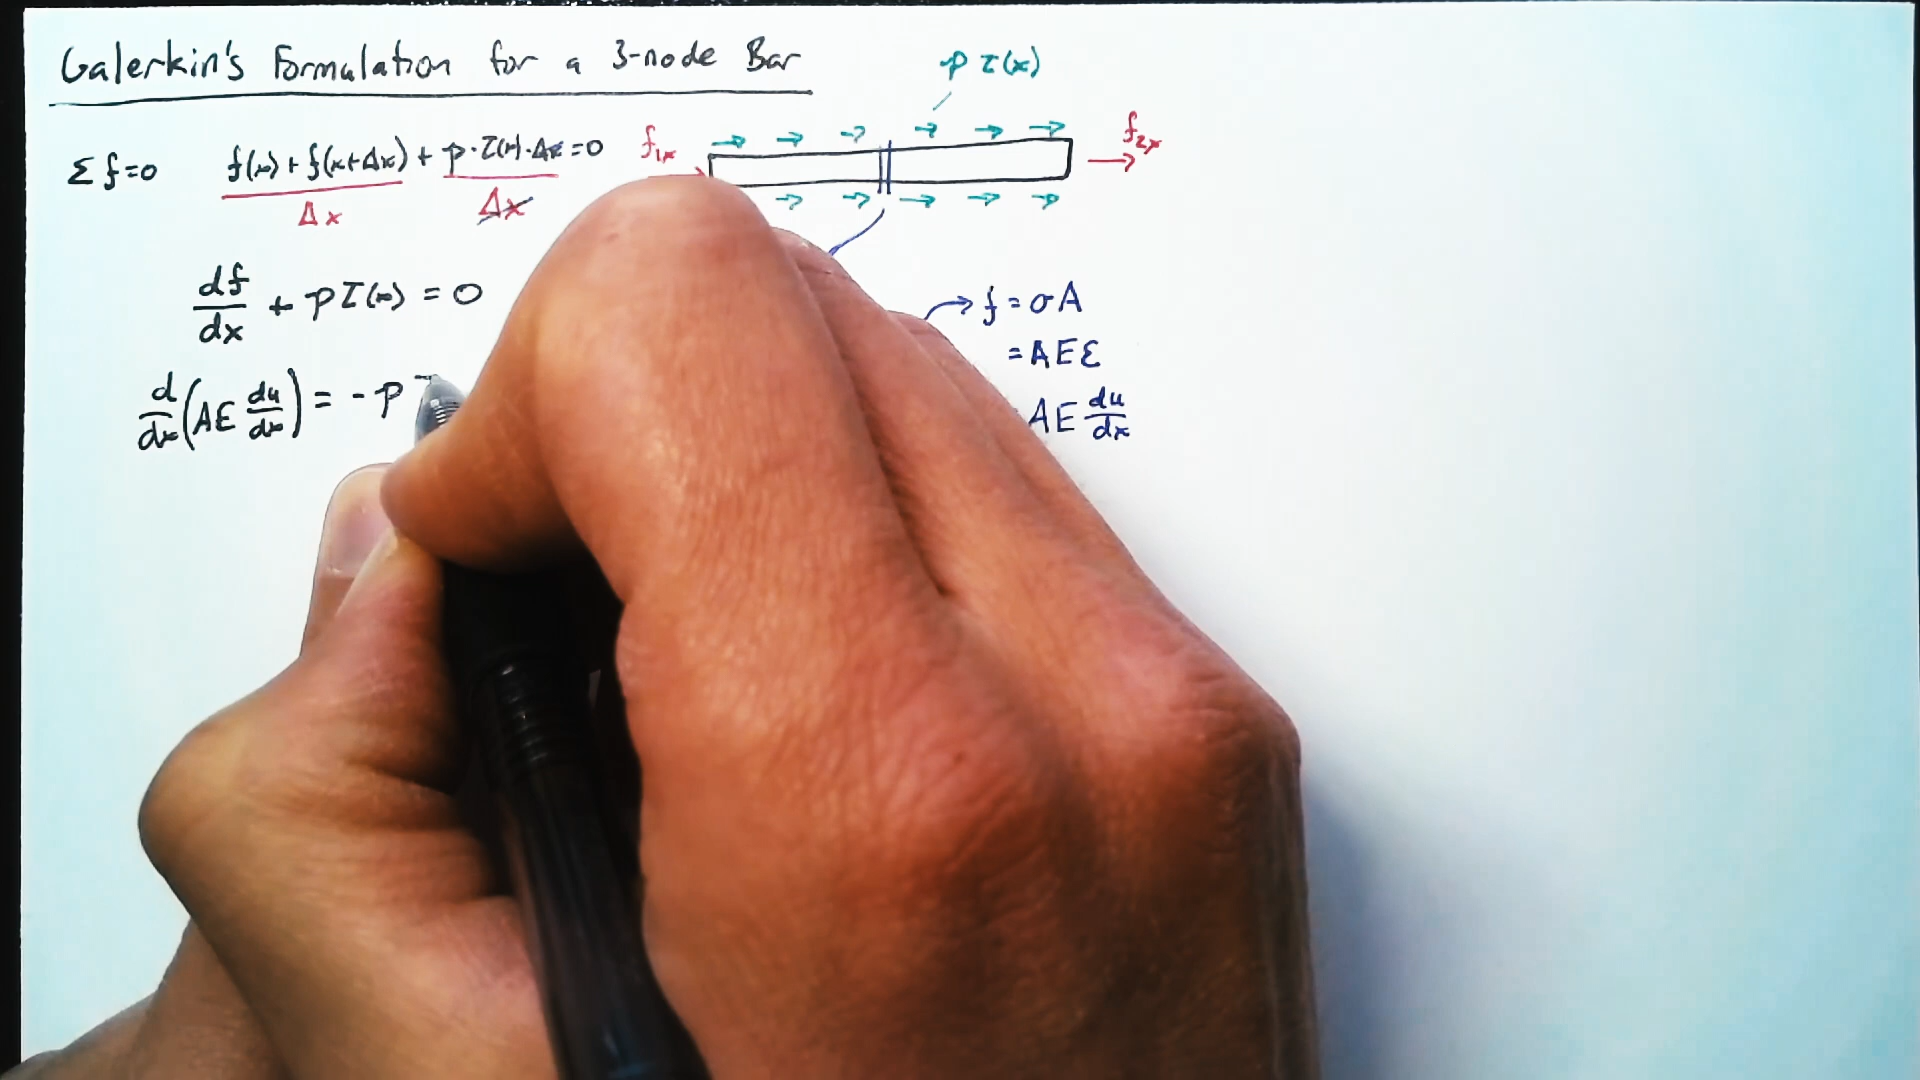 Galerkin's Formulation for a 3-node Bar
p τ(x)
Σ f=0
f(x) + f(x+Δx) + p·τ(x)·Δx = 0
Δx Δx
f1x
f2x
df/dx + pτ(x) = 0
f = σA
= AEε
AE du/dx
d/dx (AE du/dx) = - p